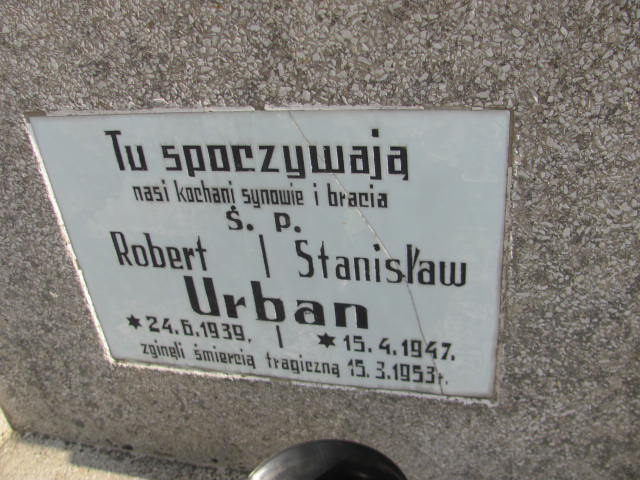 Tu spoczywają
nasi kochani synowie i bracia
ś. p.
Robert | Stanisław
Urban
* 24.6.1939. | * 15.4.1947.
zginęli śmiercią tragiczną 15.3.1953r.